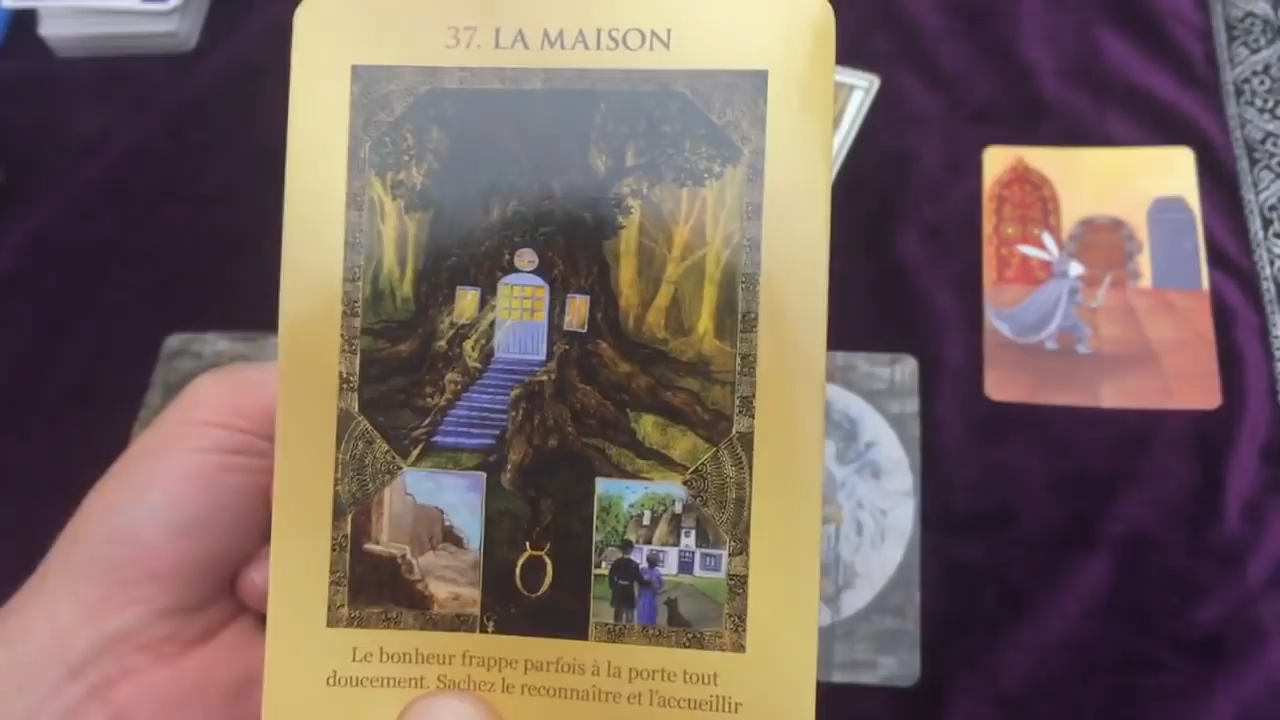 37. LA MAISON
Le bonheur frappe parfois à la porte tout
doucement. Sachez le reconnaître et l'accueillir